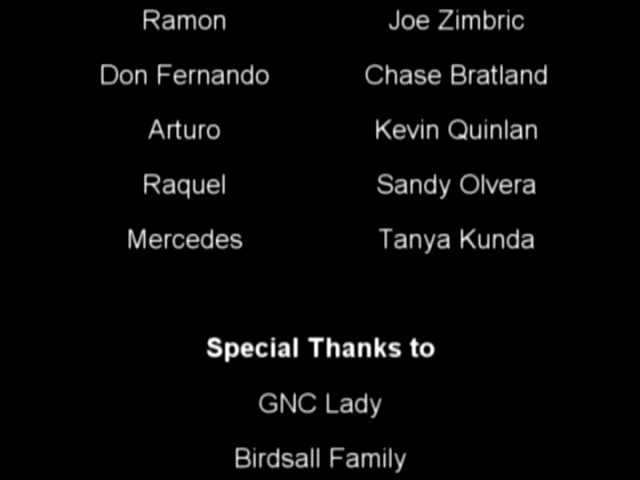 Ramon Joe Zimbric
Don Fernando Chase Bratland
Arturo Kevin Quinlan
Raquel Sandy Olvera
Mercedes Tanya Kunda
Special Thanks to
GNC Lady
Birdsall Family